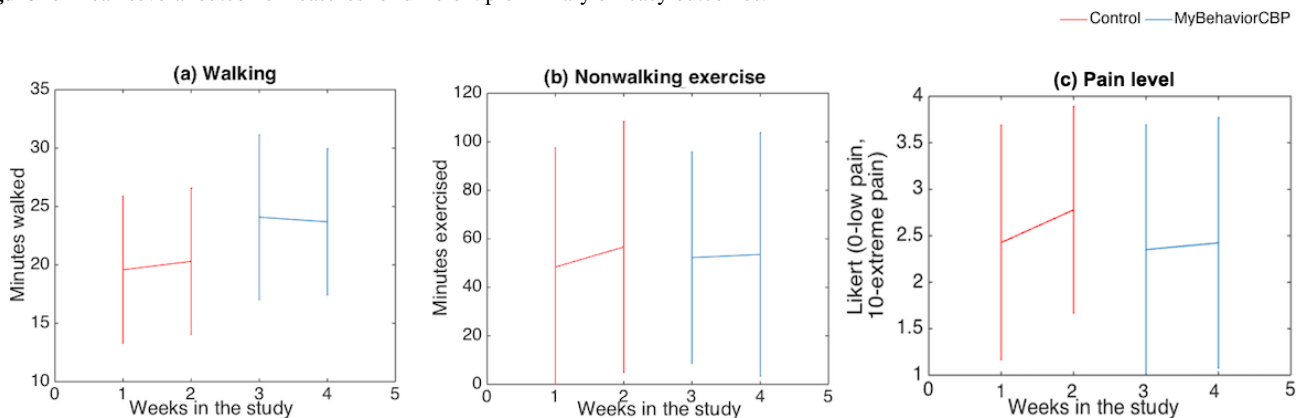 Control MyBehaviorCBP
(a) Walking
35
30
25
20
15
10
0 1 2 3 4 5
Minutes walked
Weeks in the study
(b) Nonwalking exercise
120
100
80
60
40
20
0
0 1 2 3 4 5
Minutes exercised
Weeks in the study
(c) Pain level
4
3.5
3
2.5
2
1.5
1
0 1 2 3 4 5
Likert (0-low pain,
10-extreme pain)
Weeks in the study